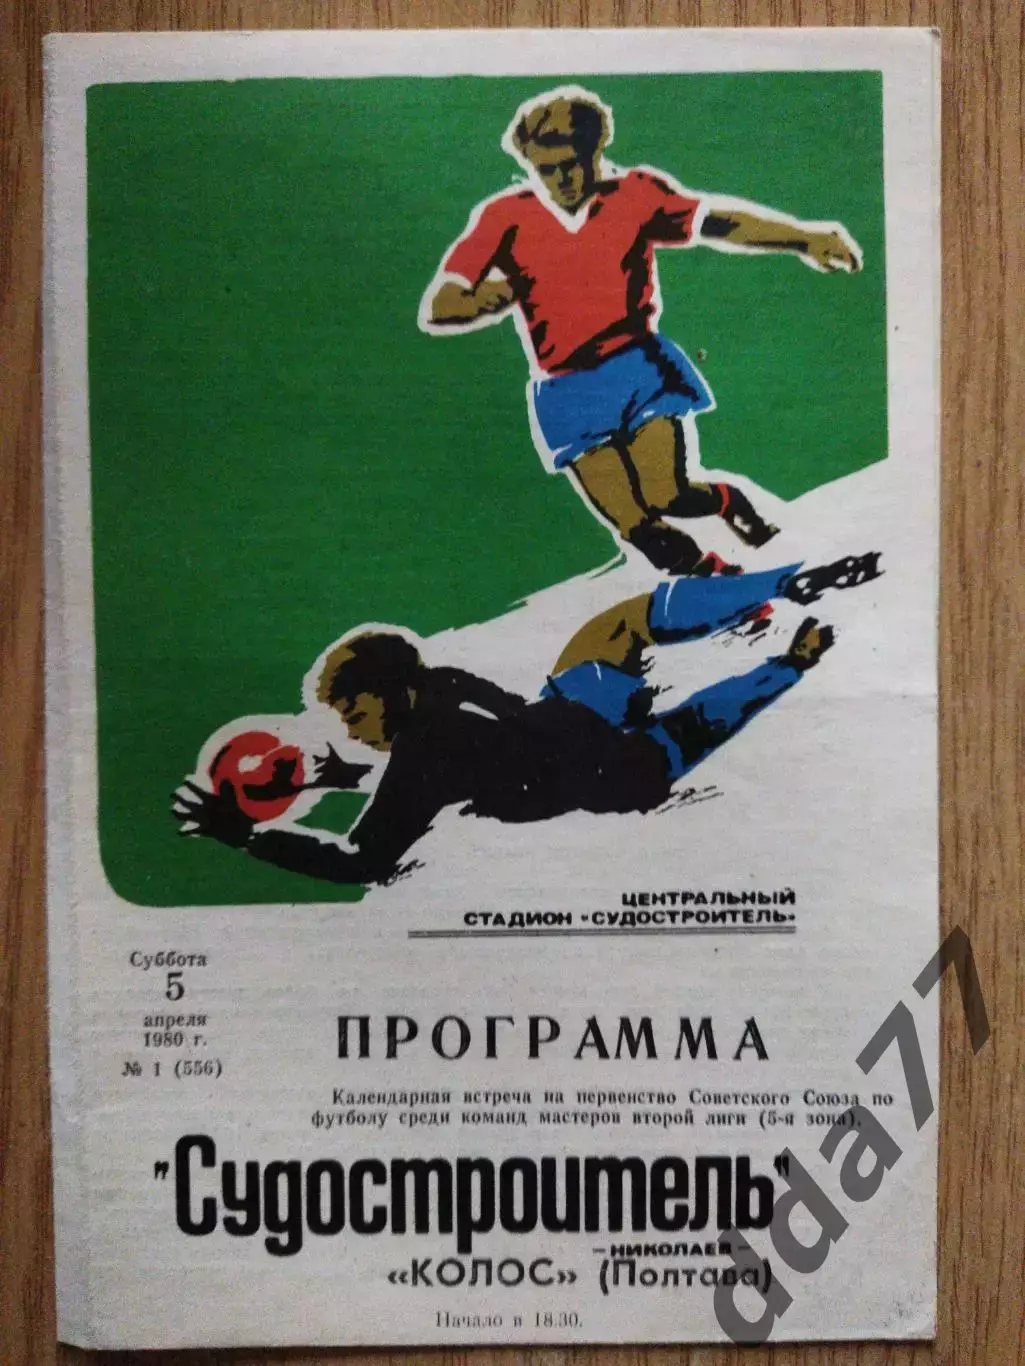 ЦЕНТРАЛЬНЫЙ
СТАДИОН «СУДОСТРОИТЕЛЬ»
Суббота
5
апреля
1980 г.
№ 1 (556)
ПРОГРАММА
Календарная встреча на первенство Советского Союза по
футболу среди команд мастеров второй лиги (5-я зона).
"Судостроитель"
— НИКОЛАЕВ —
«КОЛОС» (Полтава)
Начало в 18.30.
dda77